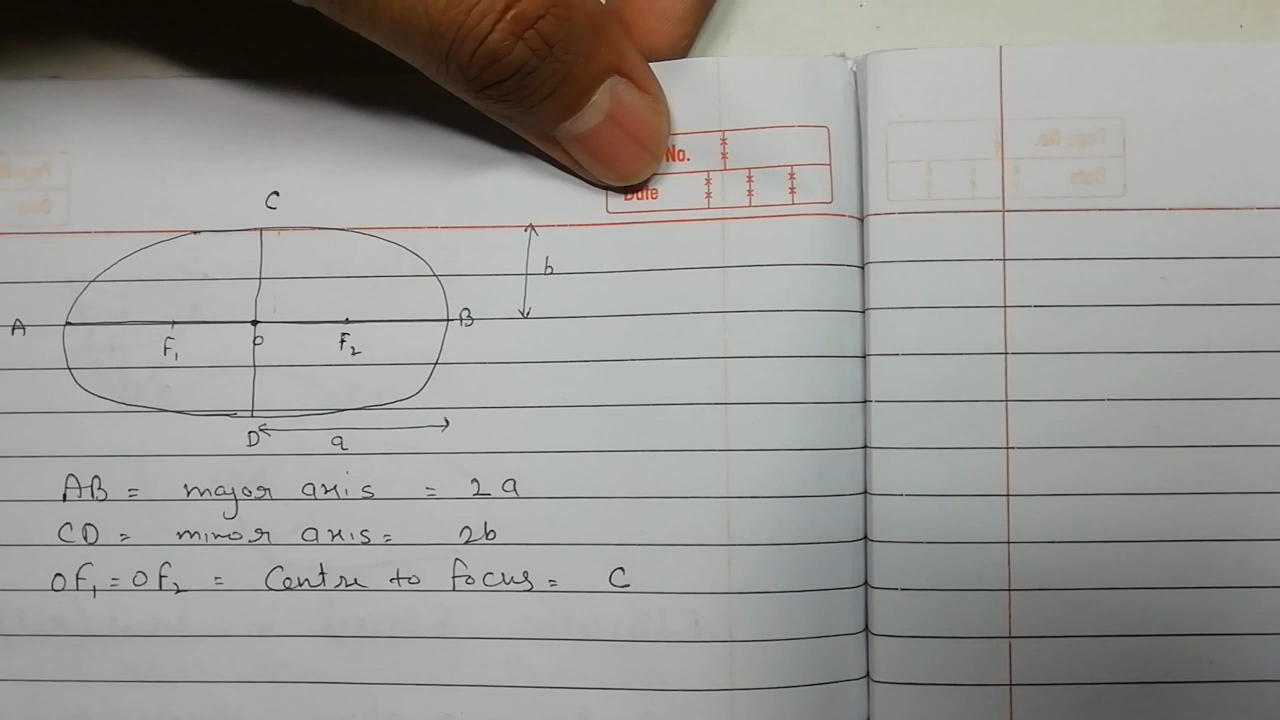 No.
Date
C
b
A
B
F₁
O
F₂
D
a
AB = major axis = 2a
CD = minor axis = 2b
OF₁ = OF₂ = Centre to focus = C